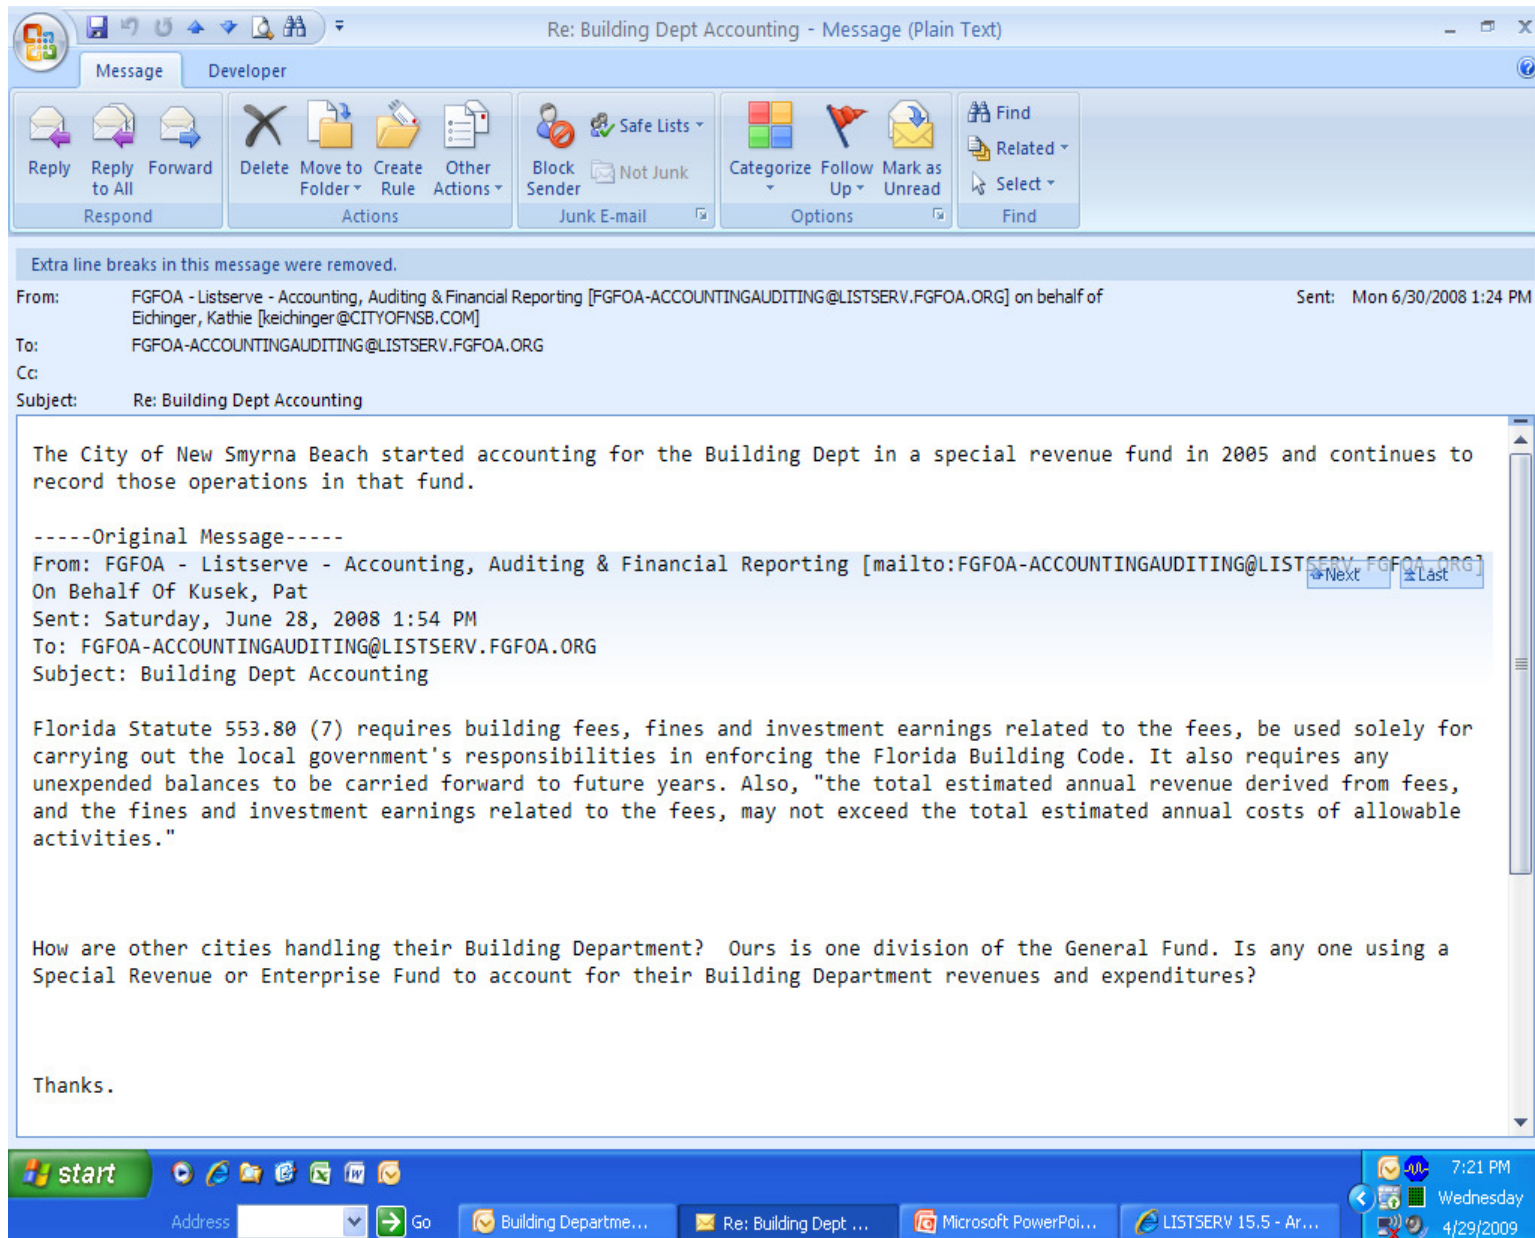 Re: Building Dept Accounting - Message (Plain Text)
Message Developer
Reply Reply to All Forward
Respond
Delete Move to Folder Create Rule Other Actions
Actions
Block Sender Safe Lists Not Junk
Junk E-mail
Categorize Follow Up Mark as Unread
Options
Find Related Select
Find
Extra line breaks in this message were removed.
From: FGFOA - Listserve - Accounting, Auditing & Financial Reporting [FGFOA-ACCOUNTINGAUDITING@LISTSERV.FGFOA.ORG] on behalf of Sent: Mon 6/30/2008 1:24 PM
Eichinger, Kathie [keichinger@CITYOFNSB.COM]
To: FGFOA-ACCOUNTINGAUDITING@LISTSERV.FGFOA.ORG
Cc:
Subject: Re: Building Dept Accounting
The City of New Smyrna Beach started accounting for the Building Dept in a special revenue fund in 2005 and continues to
record those operations in that fund.
-----Original Message-----
From: FGFOA - Listserve - Accounting, Auditing & Financial Reporting [mailto:FGFOA-ACCOUNTINGAUDITING@LISTSERV.FGFOA.ORG]
Next Last
On Behalf Of Kusek, Pat
Sent: Saturday, June 28, 2008 1:54 PM
To: FGFOA-ACCOUNTINGAUDITING@LISTSERV.FGFOA.ORG
Subject: Building Dept Accounting
Florida Statute 553.80 (7) requires building fees, fines and investment earnings related to the fees, be used solely for
carrying out the local government's responsibilities in enforcing the Florida Building Code. It also requires any
unexpended balances to be carried forward to future years. Also, "the total estimated annual revenue derived from fees,
and the fines and investment earnings related to the fees, may not exceed the total estimated annual costs of allowable
activities."
How are other cities handling their Building Department?  Ours is one division of the General Fund. Is any one using a
Special Revenue or Enterprise Fund to account for their Building Department revenues and expenditures?
Thanks.
start
7:21 PM
Wednesday
4/29/2009
Address Go Building Departme... Re: Building Dept ... Microsoft PowerPoi... LISTSERV 15.5 - Ar...